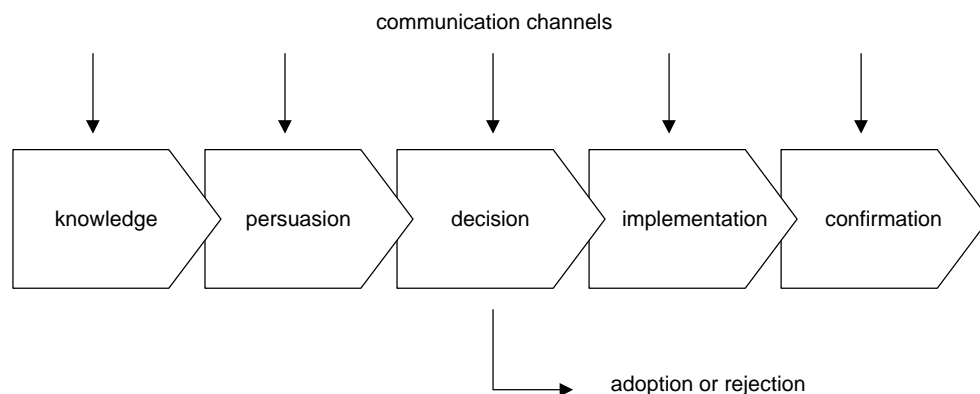 communication channels
knowledge
persuasion
decision
implementation
confirmation
adoption or rejection